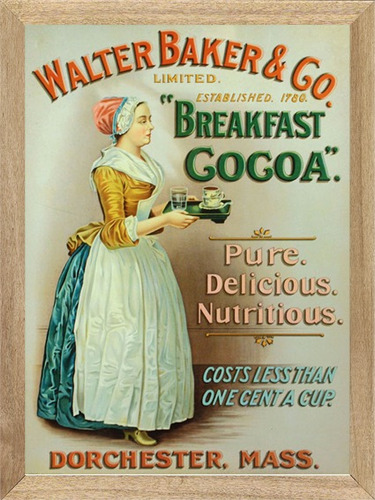 WALTER BAKER & CO.
LIMITED.
ESTABLISHED. 1780.
"BREAKFAST
COCOA".
Pure.
Delicious.
Nutritious.
COSTS LESS THAN
ONE CENT A CUP.
DORCHESTER, MASS.